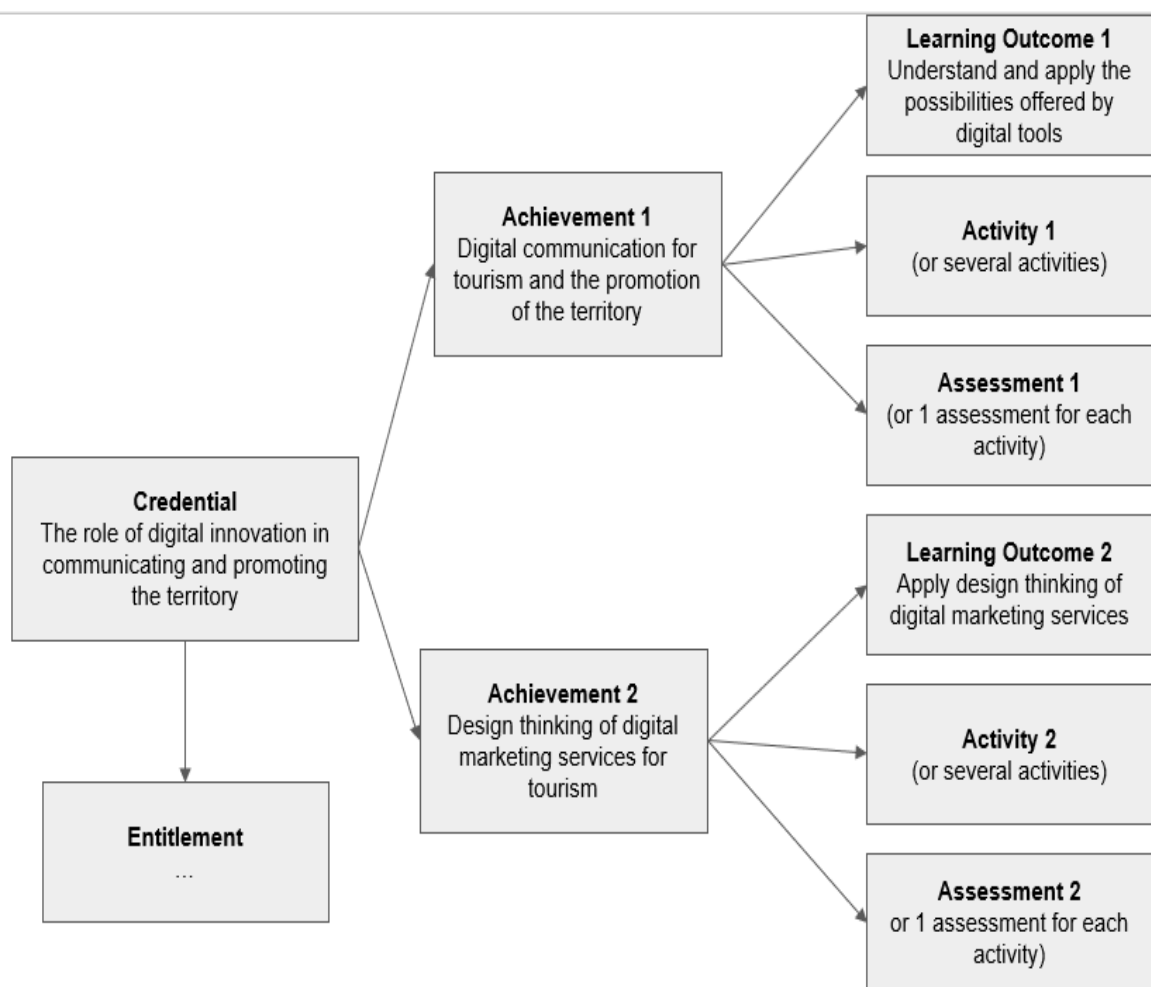 Learning Outcome 1
Understand and apply the
possibilities offered by
digital tools
Achievement 1
Digital communication for
tourism and the promotion
of the territory
Activity 1
(or several activities)
Assessment 1
(or 1 assessment for each
activity)
Credential
The role of digital innovation in
communicating and promoting
the territory
Learning Outcome 2
Apply design thinking of
digital marketing services
Achievement 2
Design thinking of digital
marketing services for
tourism
Activity 2
(or several activities)
Entitlement
...
Assessment 2
or 1 assessment for each
activity)